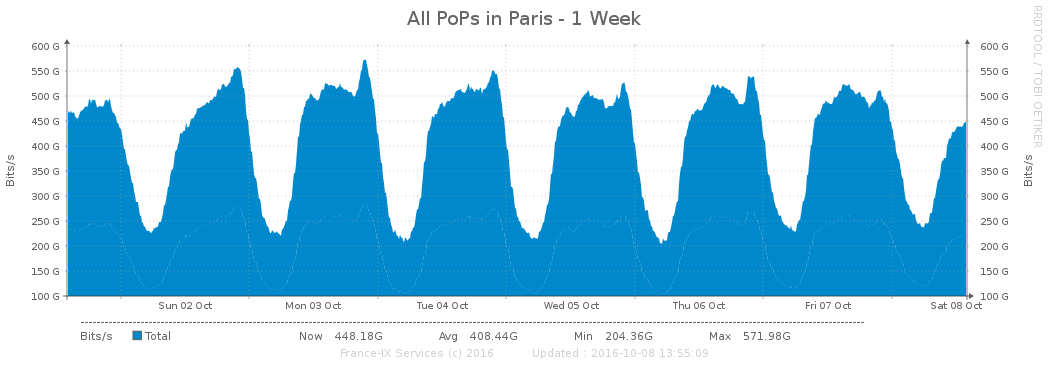 All PoPs in Paris - 1 Week
RRDTOOL / TOBI OETIKER
600 G 600 G
550 G 550 G
500 G 500 G
450 G 450 G
400 G 400 G
350 G 350 G
300 G 300 G
250 G 250 G
200 G 200 G
150 G 150 G
100 G 100 G
Bits/s Bits/s
Sun 02 Oct Mon 03 Oct Tue 04 Oct Wed 05 Oct Thu 06 Oct Fri 07 Oct Sat 08 Oct
Bits/s Total Now 448.18G Avg 408.44G Min 204.36G Max 571.98G
France-IX Services (c) 2016 Updated : 2016-10-08 13:55:09